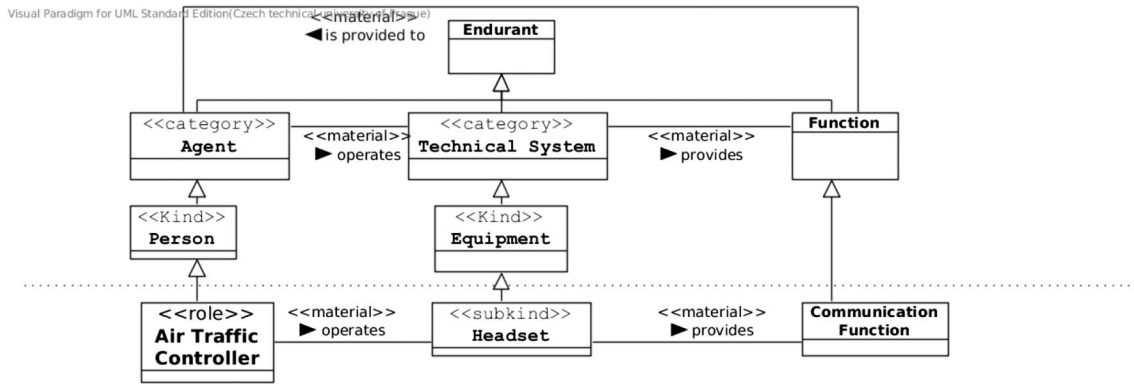 Visual Paradigm for UML Standard Edition(Czech technical university of Prague)
<<material>>
◀ is provided to
Endurant
<<category>>
Agent
<<material>>
▶ operates
<<category>>
Technical System
<<material>>
▶ provides
Function
<<Kind>>
Person
<<Kind>>
Equipment
<<role>>
Air Traffic
Controller
<<material>>
▶ operates
<<subkind>>
Headset
<<material>>
▶ provides
Communication
Function